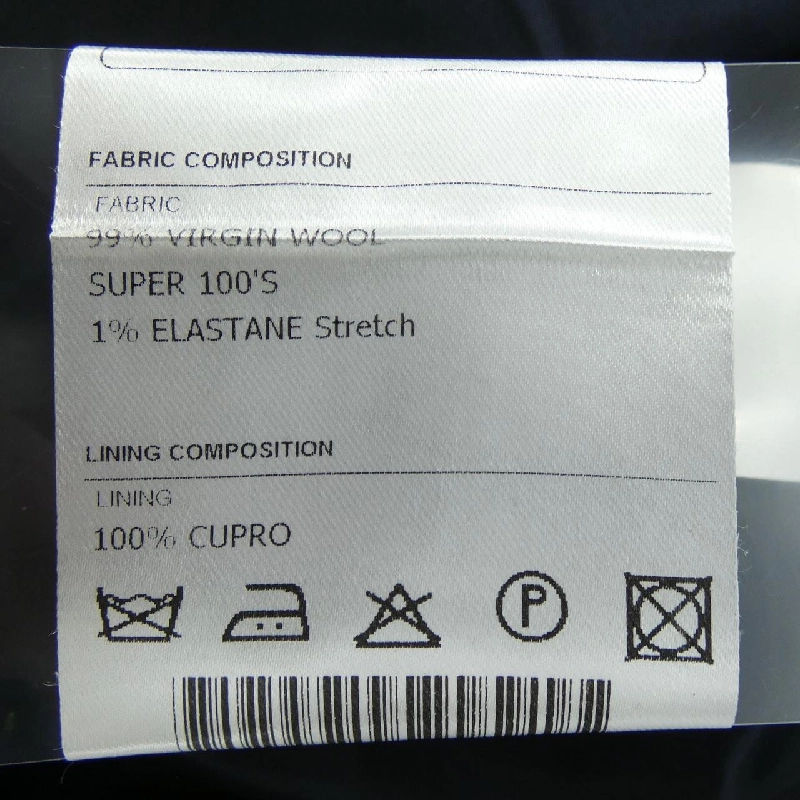 FABRIC COMPOSITION
FABRIC
99% VIRGIN WOOL
SUPER 100'S
1% ELASTANE Stretch
LINING COMPOSITION
LINING
100% CUPRO
P